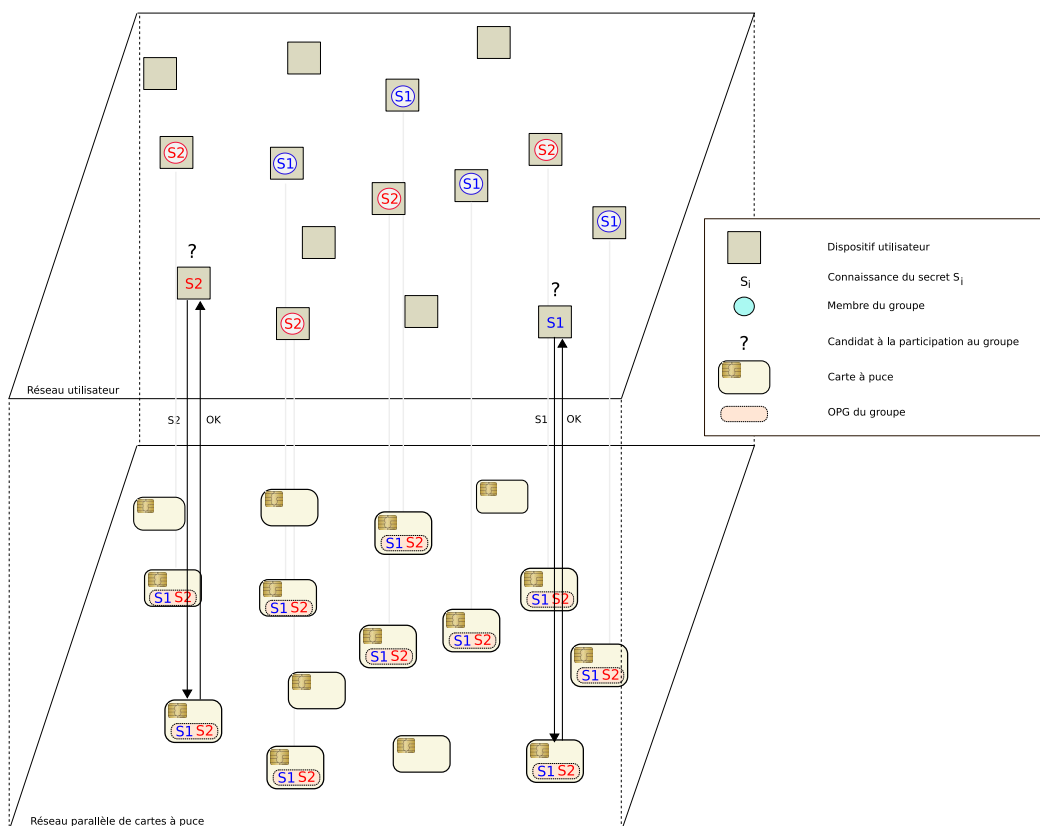 S1
S2
S1
S2
S1
S2
S1
?
S2
?
S1
S2
Réseau utilisateur
S2
OK
S1
OK
Dispositif utilisateur
Si
Connaissance du secret Si
Membre du groupe
?
Candidat à la participation au groupe
Carte à puce
OPG du groupe
S1 S2
S1 S2
S1 S2
S1 S2
S1 S2
S1 S2
S1 S2
S1 S2
S1 S2
S1 S2
Réseau parallèle de cartes à puce